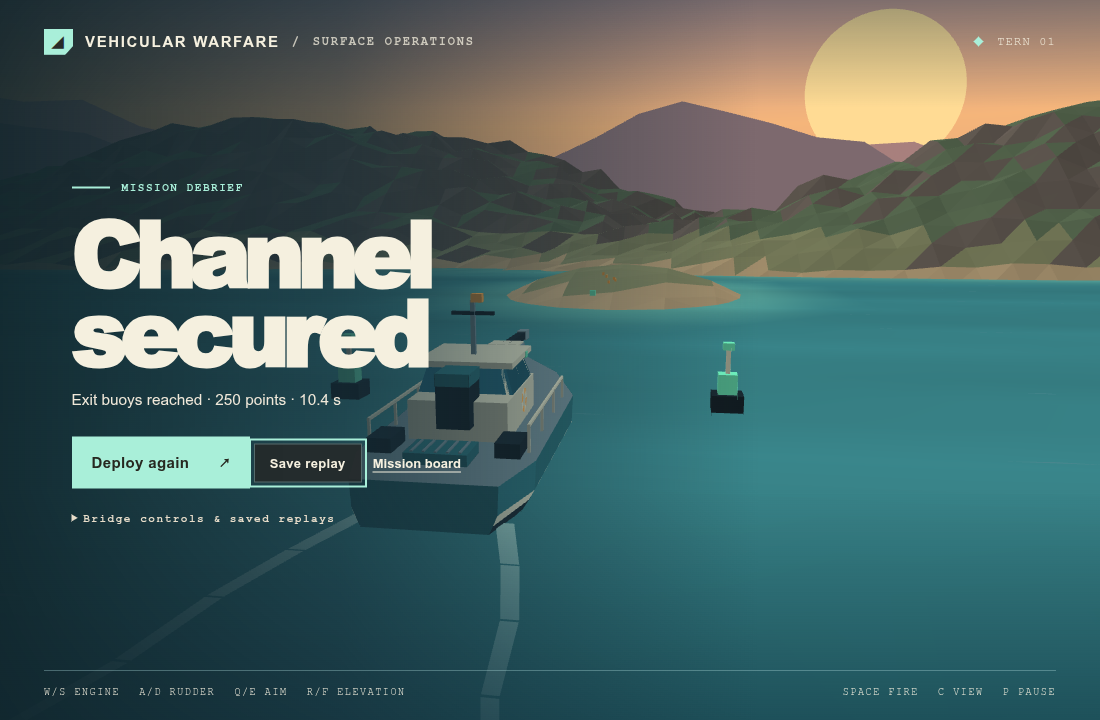 VEHICULAR WARFARE / SURFACE OPERATIONS
TERN 01
MISSION DEBRIEF
Channel
secured
Exit buoys reached · 250 points · 10.4 s
Deploy again ↗ Save replay Mission board
Bridge controls & saved replays
W/S ENGINE A/D RUDDER Q/E AIM R/F ELEVATION
SPACE FIRE C VIEW P PAUSE